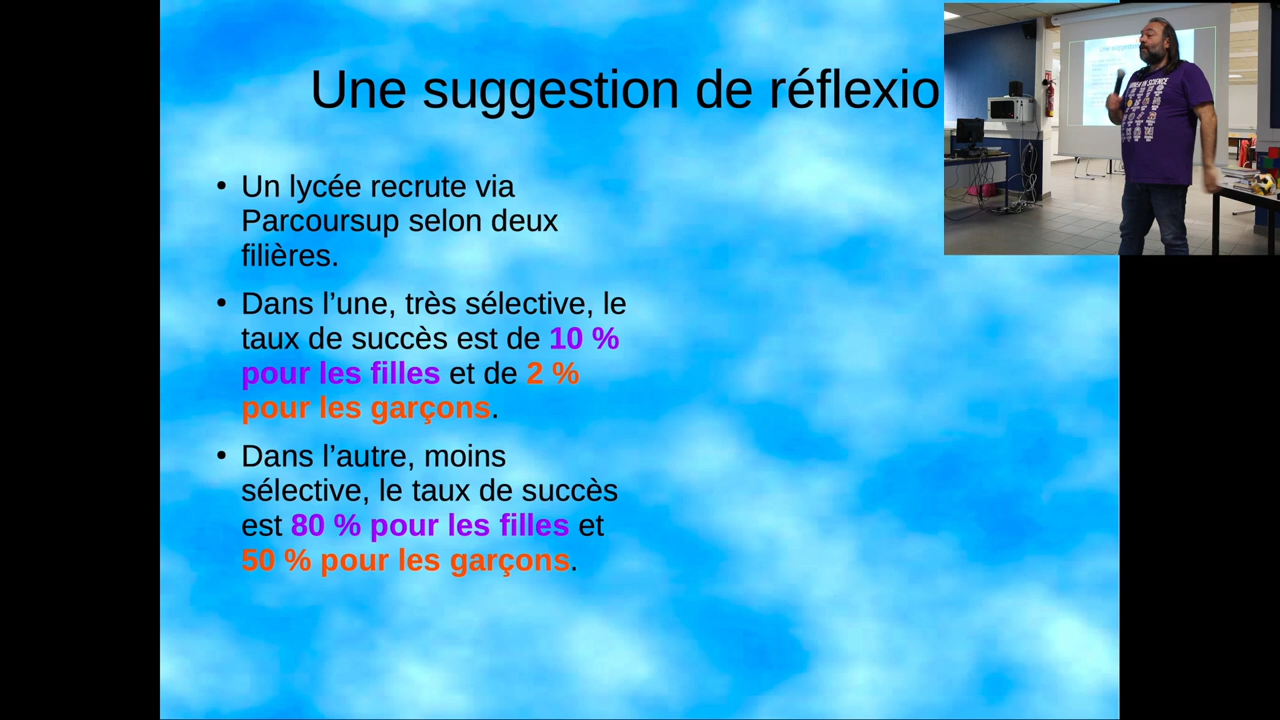 Une suggestion de réflexio
Un lycée recrute via
Parcoursup selon deux
filières.
Dans l’une, très sélective, le
taux de succès est de 10 %
pour les filles et de 2 %
pour les garçons.
Dans l’autre, moins
sélective, le taux de succès
est 80 % pour les filles et
50 % pour les garçons.